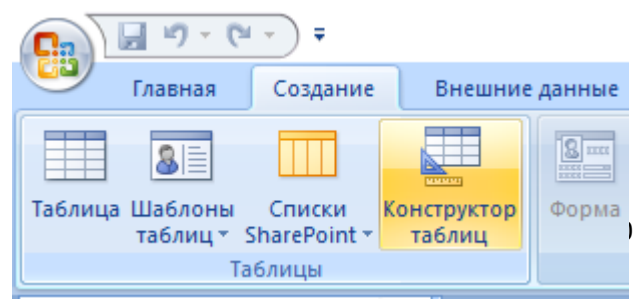 Главная Создание Внешние данные
Таблица Шаблоны таблиц Списки SharePoint Конструктор таблиц Форма
Таблицы